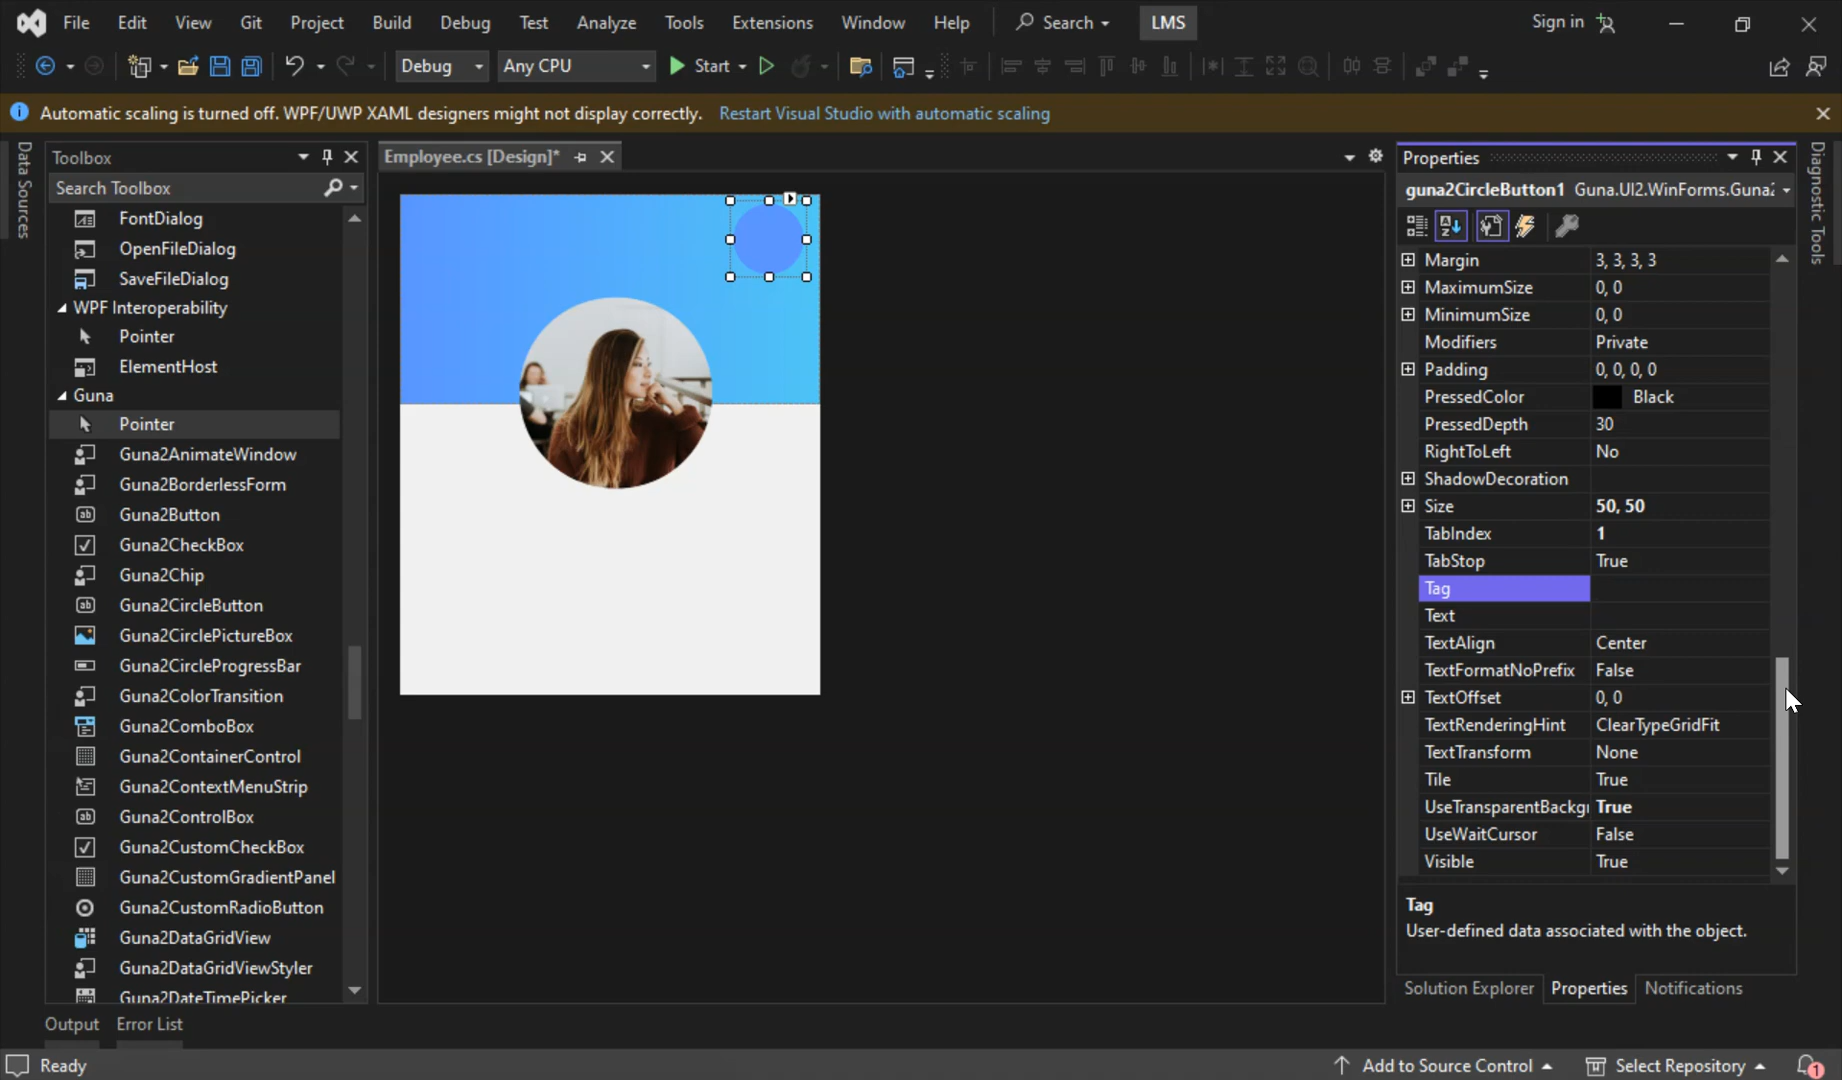 File Edit View Git Project Build Debug Test Analyze Tools Extensions Window Help Search LMS Sign in
Debug Any CPU Start
Automatic scaling is turned off. WPF/UWP XAML designers might not display correctly. Restart Visual Studio with automatic scaling
Data Sources
Toolbox
Search Toolbox
FontDialog
OpenFileDialog
SaveFileDialog
WPF Interoperability
Pointer
ElementHost
Guna
Pointer
Guna2AnimateWindow
Guna2BorderlessForm
Guna2Button
Guna2CheckBox
Guna2Chip
Guna2CircleButton
Guna2CirclePictureBox
Guna2CircleProgressBar
Guna2ColorTransition
Guna2ComboBox
Guna2ContainerControl
Guna2ContextMenuStrip
Guna2ControlBox
Guna2CustomCheckBox
Guna2CustomGradientPanel
Guna2CustomRadioButton
Guna2DataGridView
Guna2DataGridViewStyler
Guna2DateTimePicker
Employee.cs [Design]*
Properties
guna2CircleButton1 Guna.UI2.WinForms.Guna2
Margin 3, 3, 3, 3
MaximumSize 0, 0
MinimumSize 0, 0
Modifiers Private
Padding 0, 0, 0, 0
PressedColor Black
PressedDepth 30
RightToLeft No
ShadowDecoration
Size 50, 50
TabIndex 1
TabStop True
Tag
Text
TextAlign Center
TextFormatNoPrefix False
TextOffset 0, 0
TextRenderingHint ClearTypeGridFit
TextTransform None
Tile True
UseTransparentBackgr True
UseWaitCursor False
Visible True
Tag
User-defined data associated with the object.
Solution Explorer Properties Notifications
Diagnostic Tools
Output Error List
Ready Add to Source Control Select Repository 1